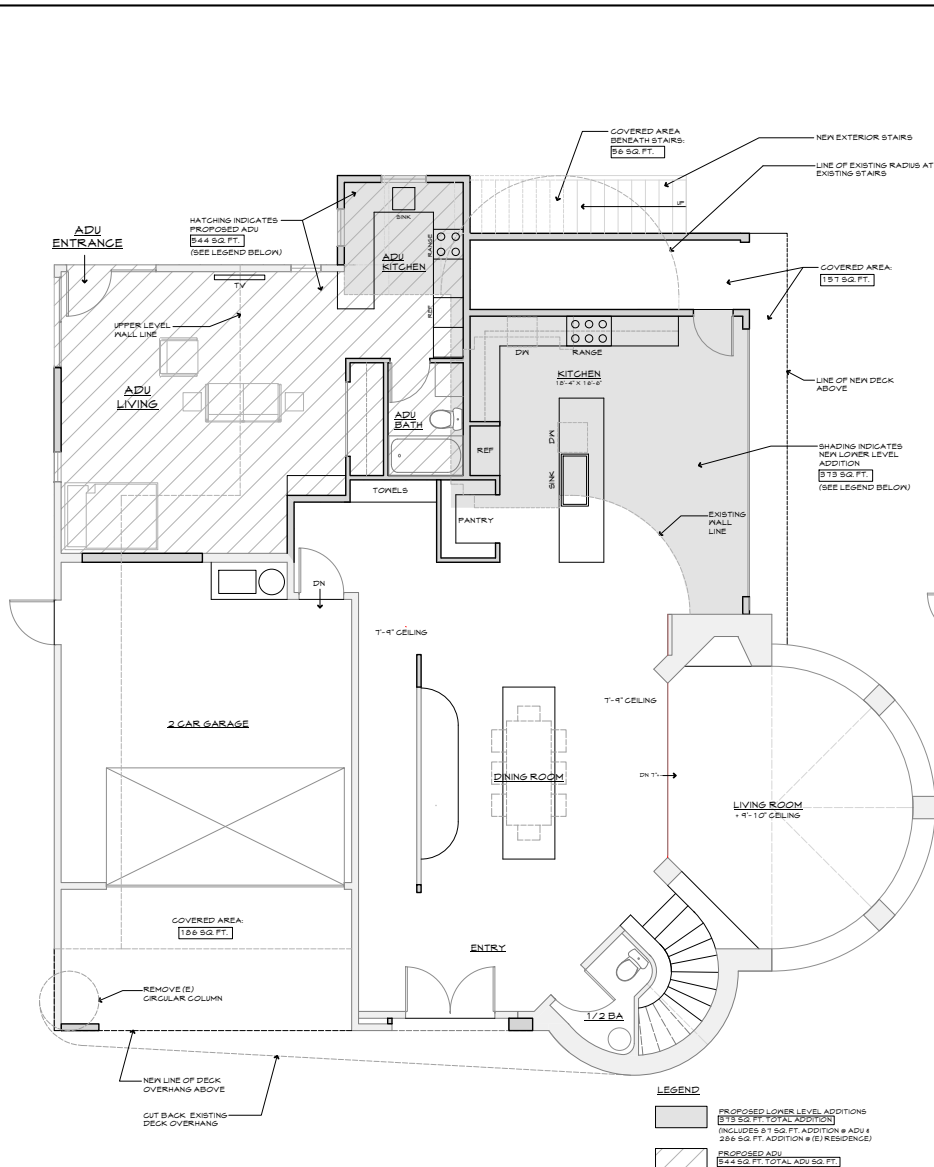 COVERED AREA
BENEATH STAIRS:
56 SQ. FT.
NEW EXTERIOR STAIRS
LINE OF EXISTING RADIUS AT
EXISTING STAIRS
UP
HATCHING INDICATES
PROPOSED ADU
544 SQ. FT.
(SEE LEGEND BELOW)
ADU
ENTRANCE
SINK
RANGE
ADU
KITCHEN
TV
REF
COVERED AREA:
157 SQ. FT.
UPPER LEVEL
WALL LINE
DW
RANGE
KITCHEN
18'-4" X 16'-6"
LINE OF NEW DECK
ABOVE
ADU
LIVING
ADU
BATH
DW
SINK
REF
SHADING INDICATES
NEW LOWER LEVEL
ADDITION
373 SQ. FT.
(SEE LEGEND BELOW)
TOWELS
PANTRY
EXISTING
WALL
LINE
DN
7'-9" CEILING
7'-9" CEILING
2 CAR GARAGE
DINING ROOM
DN 7"
LIVING ROOM
+ 9'-10" CEILING
COVERED AREA:
186 SQ. FT.
ENTRY
REMOVE (E)
CIRCULAR COLUMN
1/2 BA
NEW LINE OF DECK
OVERHANG ABOVE
CUT BACK EXISTING
DECK OVERHANG
LEGEND
PROPOSED LOWER LEVEL ADDITIONS
373 SQ. FT. TOTAL ADDITION
(INCLUDES 87 SQ. FT. ADDITION @ ADU &
286 SQ. FT. ADDITION @ (E) RESIDENCE)
PROPOSED ADU
544 SQ. FT. TOTAL ADU SQ. FT.